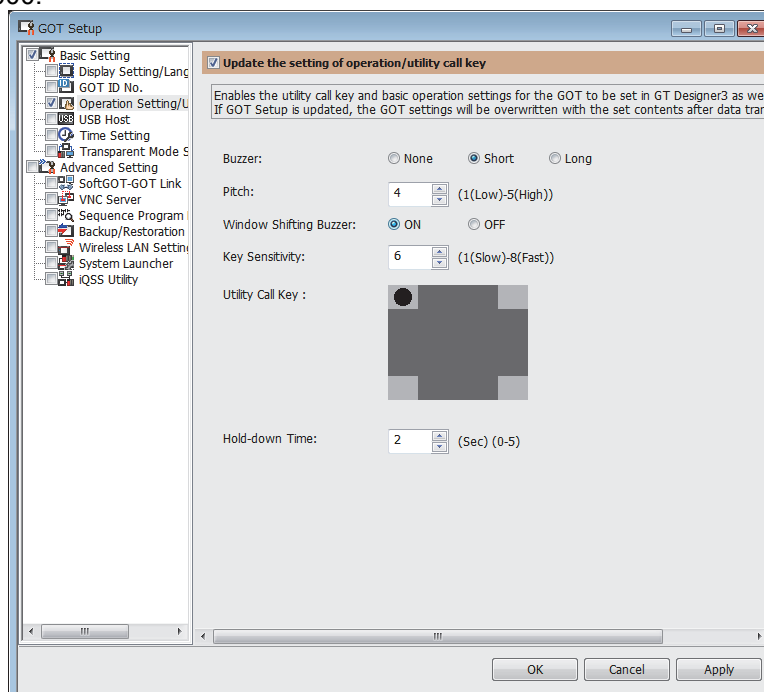 GOT Setup
Basic Setting
Display Setting/Lang
GOT ID No.
Operation Setting/U
USB Host
Time Setting
Transparent Mode S
Advanced Setting
SoftGOT-GOT Link
VNC Server
Sequence Program
Backup/Restoration
Wireless LAN Setting
System Launcher
iQSS Utility
Update the setting of operation/utility call key
Enables the utility call key and basic operation settings for the GOT to be set in GT Designer3 as we
If GOT Setup is updated, the GOT settings will be overwritten with the set contents after data tran
Buzzer: None Short Long
Pitch: 4 (1(Low)-5(High))
Window Shifting Buzzer: ON OFF
Key Sensitivity: 6 (1(Slow)-8(Fast))
Utility Call Key :
Hold-down Time: 2 (Sec) (0-5)
OK Cancel Apply